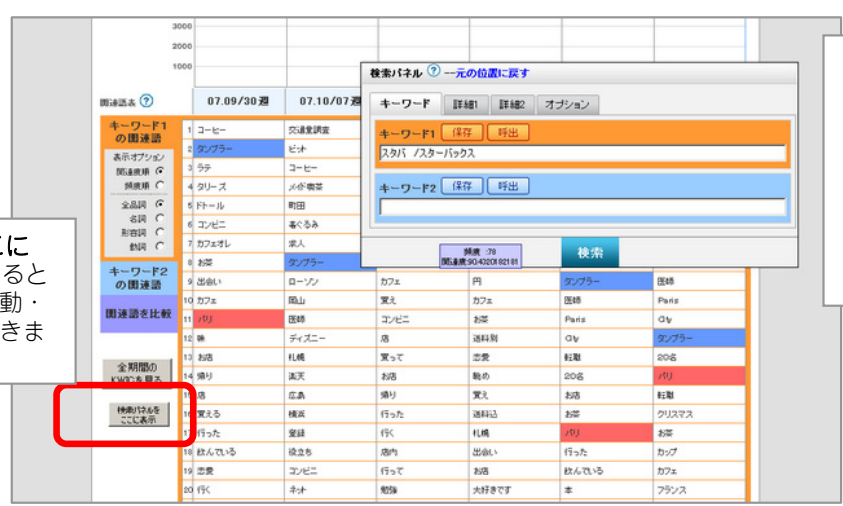 3000
2000
1000
検索パネル ? --元の位置に戻す
関連語表 ? 07.09/30週 07.10/07週
キーワード 詳細1 詳細2 オプション
キーワード1 保存 呼出
スタバ /スターバックス
キーワード2 保存 呼出
頻度 :78
検索
キーワード1
の関連語
表示オプション
関連度順
頻度順
全品詞
名詞
形容詞
動詞
キーワード2
の関連語
関連語を比較
全期間の
KWICを見る
検索パネルを
ここに表示
こに
ると
動・
きま
1 コーヒー 交通量調査
2 タンブラー ビット
3 ラテ コーヒー
4 タリーズ メイド喫茶
5 ドトール 町田
6 コンビニ 着ぐるみ
7 カフェオレ 求人
8 お茶 タンブラー
9 出会い ローソン カフェ 円 タンブラー 医師
10 カフェ 岡山 覚え カフェ 医師 Paris
11 パリ 医師 コンビニ お茶 Paris City
12 味 ディズニー 店 送料別 City タンブラー
13 お店 札幌 買って 恋愛 転職 20名
14 帰り 楽天 お店 眺め 20名 パリ
15 店 広島 帰り 覚え お店 転職
16 覚える 横浜 行った 送料込 お茶 クリスマス
17 行った 登録 行く 札幌 パリ お茶
18 飲んでいる 役立ち 店内 出会い 行った カップ
19 恋愛 コンビニ 行って お店 飲んでいる カフェ
20 行く ネット 勉強 大好きです 本 フランス